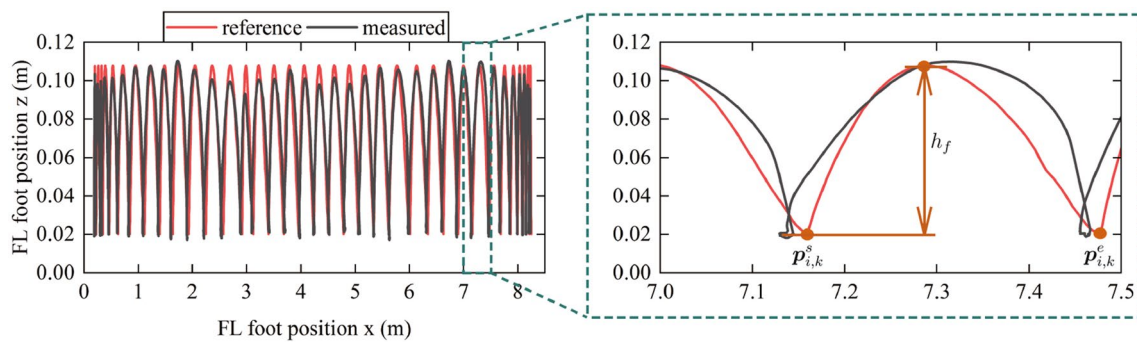 reference measured
0.12
0.10
0.08
0.06
0.04
0.02
0.00
FL foot position z (m)
0 1 2 3 4 5 6 7 8
FL foot position x (m)
0.12
0.10
0.08
0.06
0.04
0.02
0.00
h_f
p^s_{i,k}
p^e_{i,k}
7.0 7.1 7.2 7.3 7.4 7.5